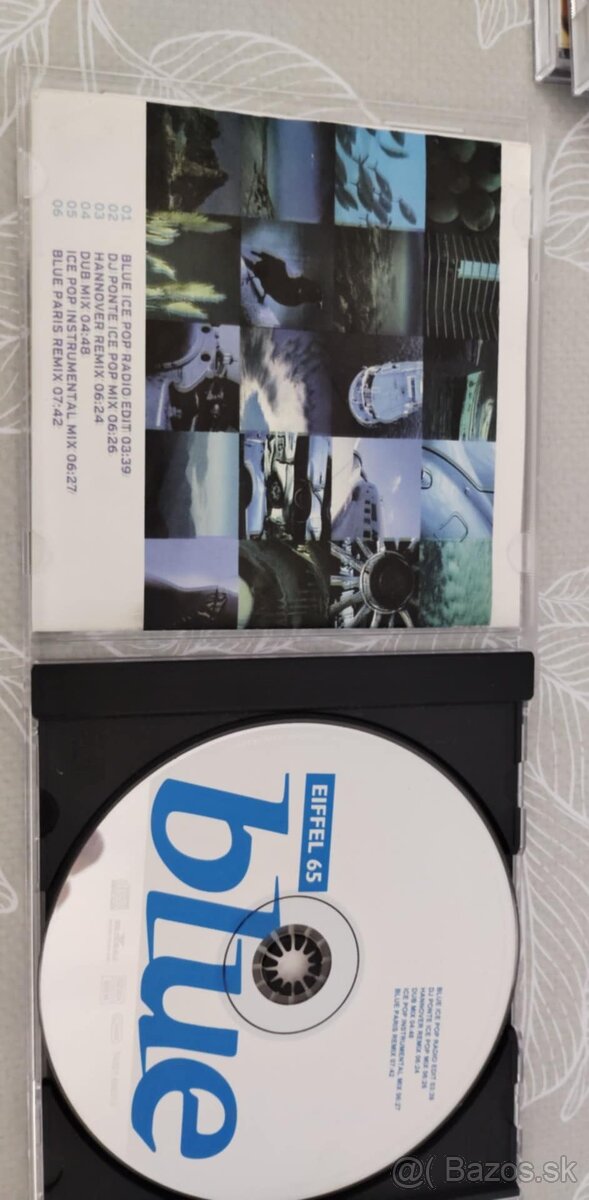 01 BLUE ICE POP RADIO EDIT 03:39
02 DJ PONTE ICE POP MIX 06:26
03 HANNOVER REMIX 06:24
04 DUB MIX 04:48
05 ICE POP INSTRUMENTAL MIX 06:27
06 BLUE PARIS REMIX 07:42
EIFFEL 65
blue
BLUE ICE POP RADIO EDIT 03:39
DJ PONTE ICE POP MIX 06:26
HANNOVER REMIX 06:24
DUB MIX 04:48
ICE POP INSTRUMENTAL MIX 06:27
BLUE PARIS REMIX 07:42
@( Bazos.sk